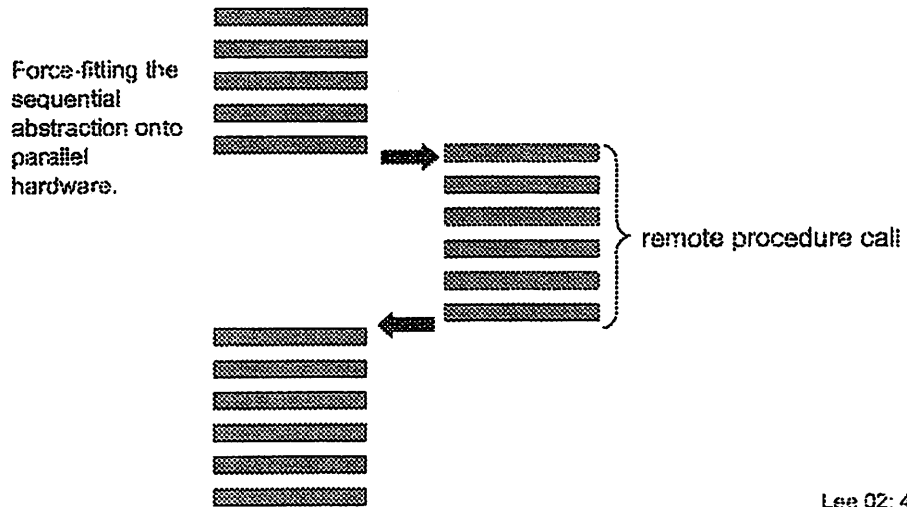 Force-fitting the
sequential
abstraction onto
parallel
hardware.
remote procedure call
Lee 02: 4